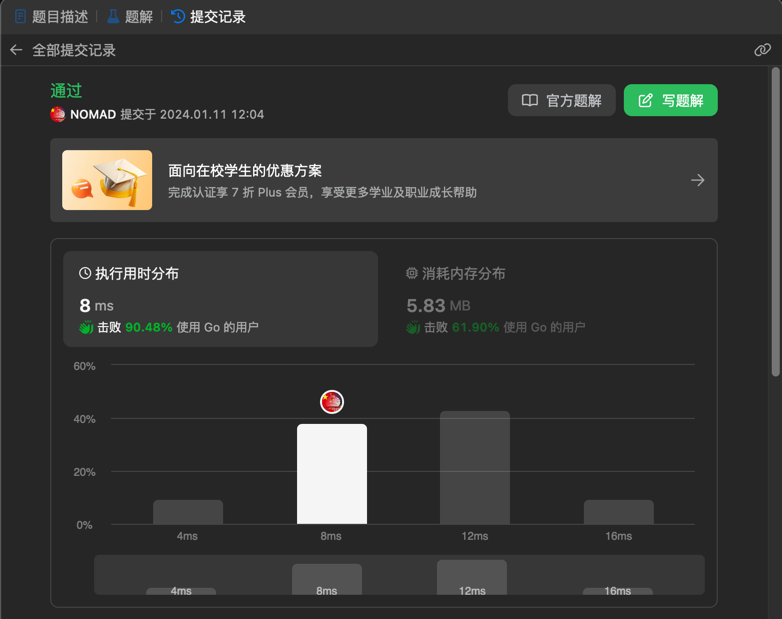 题目描述 题解 提交记录
全部提交记录
通过
NOMAD 提交于 2024.01.11 12:04
官方题解 写题解
面向在校学生的优惠方案
完成认证享 7 折 Plus 会员，享受更多学业及职业成长帮助
执行用时分布
8 ms
击败 90.48% 使用 Go 的用户
消耗内存分布
5.83 MB
击败 61.90% 使用 Go 的用户
60%
40%
20%
0%
4ms 8ms 12ms 16ms
4ms 8ms 12ms 16ms